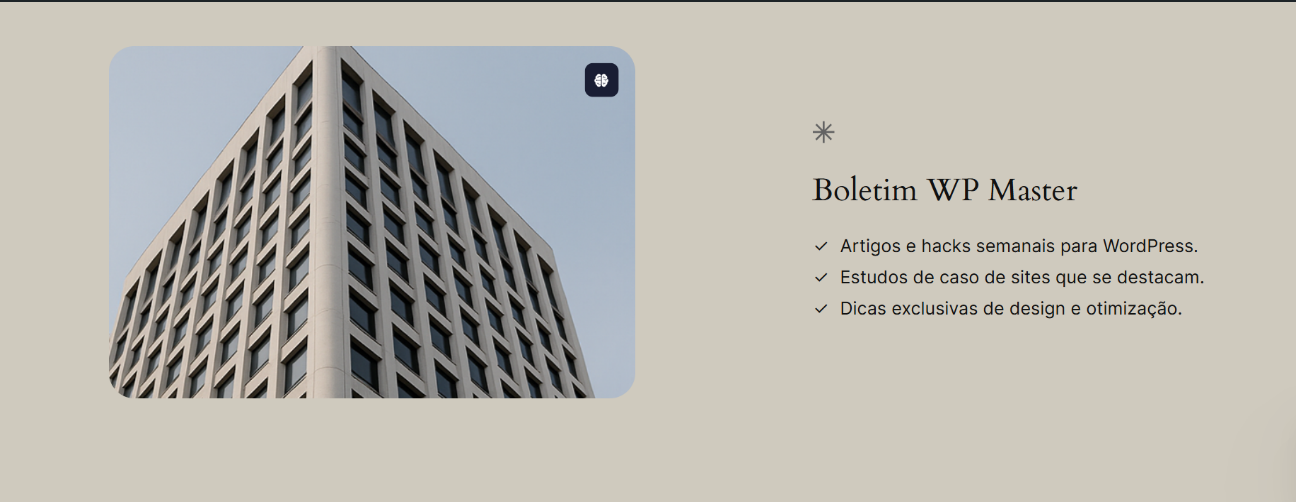 Boletim WP Master
Artigos e hacks semanais para WordPress.
Estudos de caso de sites que se destacam.
Dicas exclusivas de design e otimização.